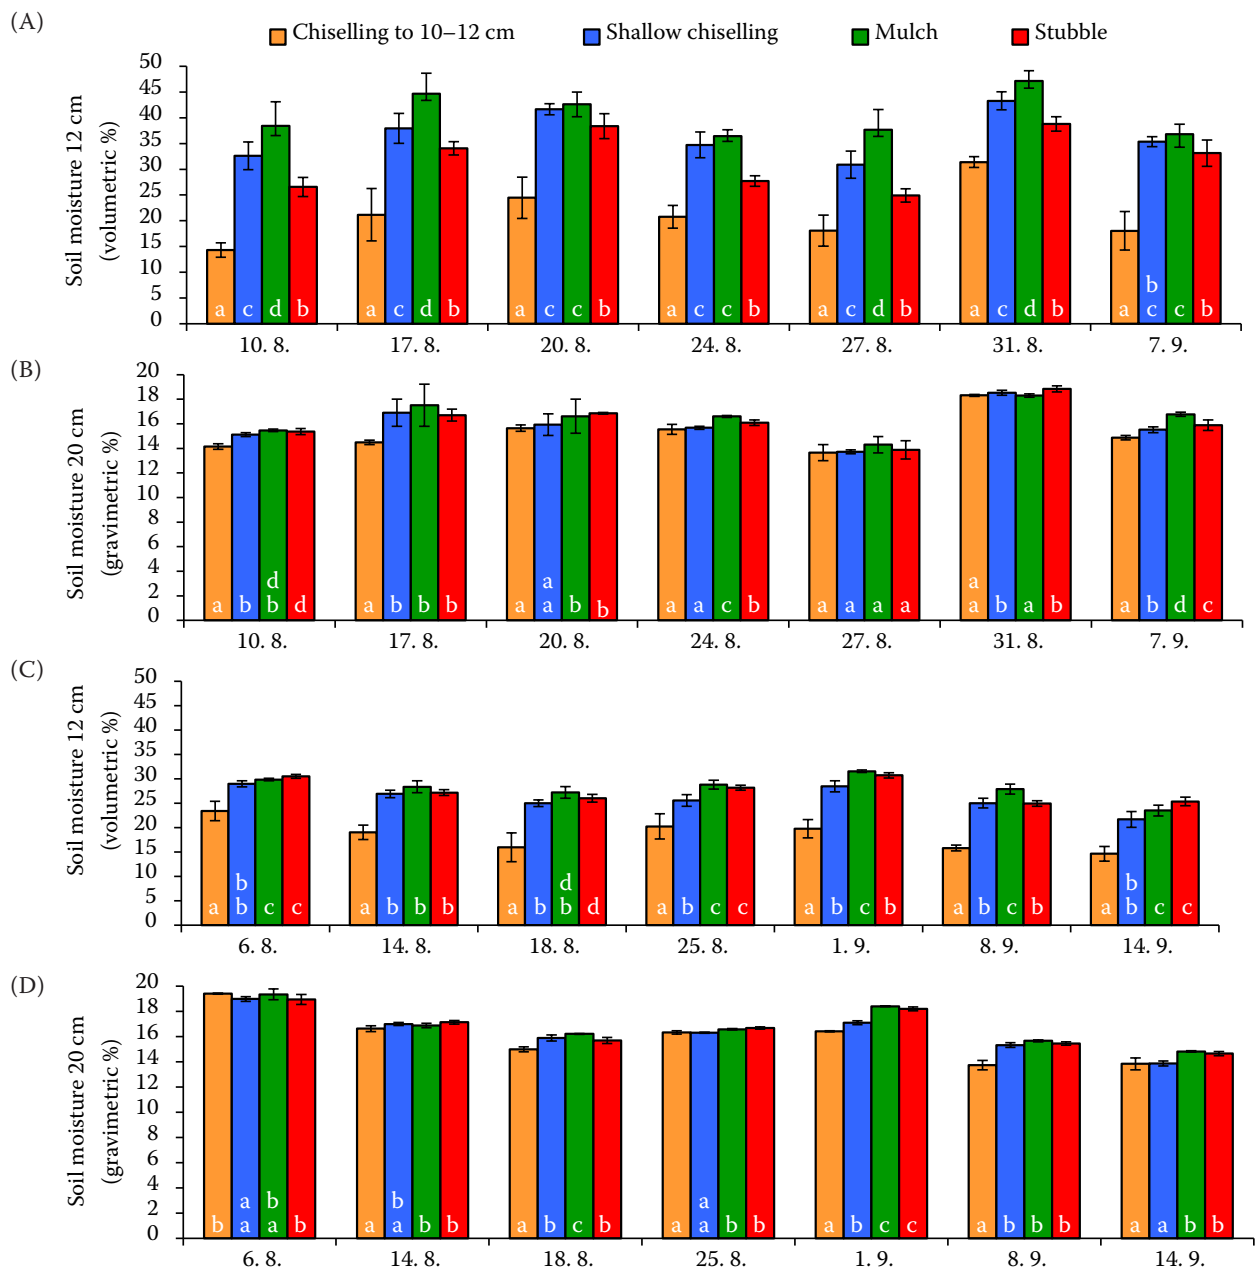 (A)
Chiselling to 10–12 cm Shallow chiselling Mulch Stubble
Soil moisture 12 cm
(volumetric %)
50
45
40
35
30
25
20
15
10
5
0
b
a c d b a c d b a c c b a c c b a c d b a c d b a c c b
10. 8. 17. 8. 20. 8. 24. 8. 27. 8. 31. 8. 7. 9.
(B)
Soil moisture 20 cm
(gravimetric %)
20
18
16
14
12
10
8
6
4
2
0
d a a
a b b d a b b b a a b b a a c b a a a a a b a b a b d c
10. 8. 17. 8. 20. 8. 24. 8. 27. 8. 31. 8. 7. 9.
(C)
Soil moisture 12 cm
(volumetric %)
50
45
40
35
30
25
20
15
10
5
0
b d b
a b c c a b b b a b b d a b c c a b c b a b c b a b c c
6. 8. 14. 8. 18. 8. 25. 8. 1. 9. 8. 9. 14. 9.
(D)
Soil moisture 20 cm
(gravimetric %)
20
18
16
14
12
10
8
6
4
2
0
a b b a
b a a b a a b b a b c b a a b b a b c c a b b b a a b b
6. 8. 14. 8. 18. 8. 25. 8. 1. 9. 8. 9. 14. 9.